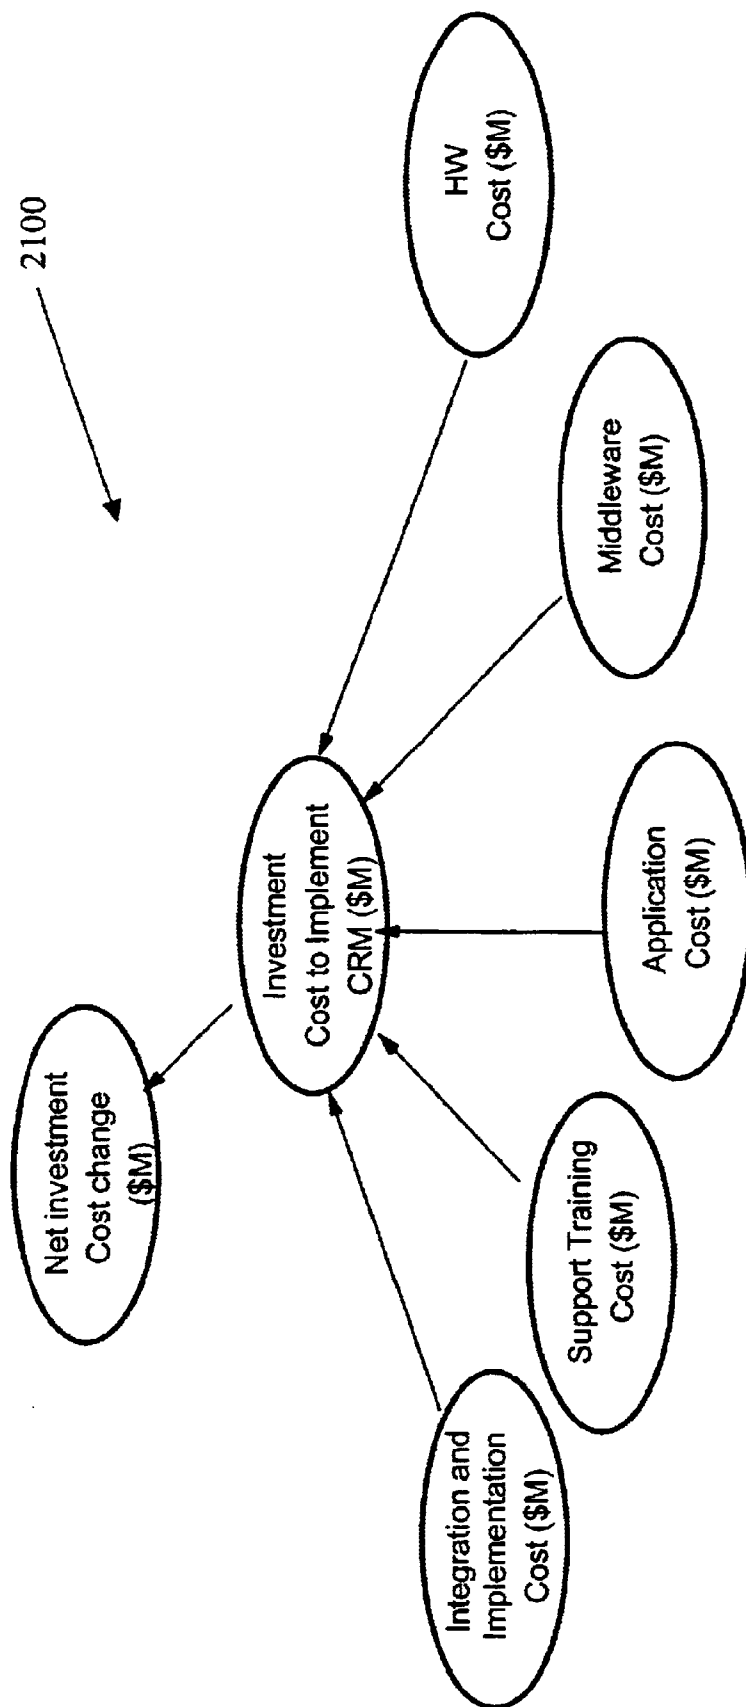 2100
Net investment
Cost change
($M)
Investment
Cost to Implement
CRM ($M)
Integration and
Implementation
Cost ($M)
Support Training
Cost ($M)
Application
Cost ($M)
Middleware
Cost ($M)
HW
Cost ($M)